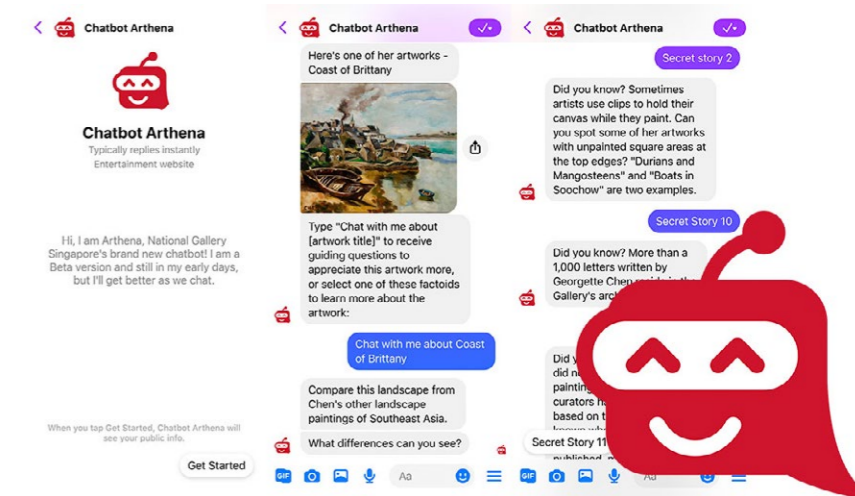 Chatbot Arthena
Chatbot Arthena
Typically replies instantly
Entertainment website
Hi, I am Arthena, National Gallery
Singapore's brand new chatbot! I am a
Beta version and still in my early days,
but I'll get better as we chat.
When you tap Get Started, Chatbot Arthena will
see your public info.
Get Started
Chatbot Arthena
Here's one of her artworks -
Coast of Brittany
Type "Chat with me about
[artwork title]" to receive
guiding questions to
appreciate this artwork more,
or select one of these factoids
to learn more about the
artwork:
Chat with me about Coast
of Brittany
Compare this landscape from
Chen's other landscape
paintings of Southeast Asia.
What differences can you see?
GIF
Aa
Chatbot Arthena
Secret story 2
Did you know? Sometimes
artists use clips to hold their
canvas while they paint. Can
you spot some of her artworks
with unpainted square areas at
the top edges? "Durians and
Mangosteens" and "Boats in
Soochow" are two examples.
Secret Story 10
Did you know? More than a
1,000 letters written by
Georgette Chen reside in the
Gallery's
Did
did
curators
based on
Secret Story 11
GIF
Aa